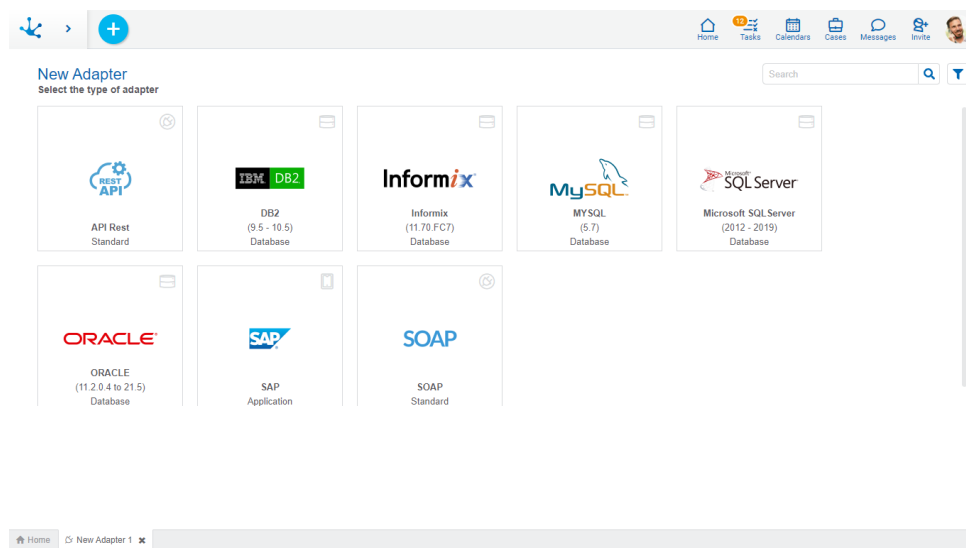 12
Home
Tasks
Calendars
Cases
Messages
Invite
New Adapter
Select the type of adapter
Search
REST
API
API Rest
Standard
IBM DB2
DB2
(9.5 - 10.5)
Database
Informix
Informix
(11.70.FC7)
Database
MySQL
MYSQL
(5.7)
Database
Microsoft
SQL Server
Microsoft SQL Server
(2012 - 2019)
Database
ORACLE
ORACLE
(11.2.0.4 to 21.5)
Database
SAP
SAP
Application
SOAP
SOAP
Standard
Home
New Adapter 1